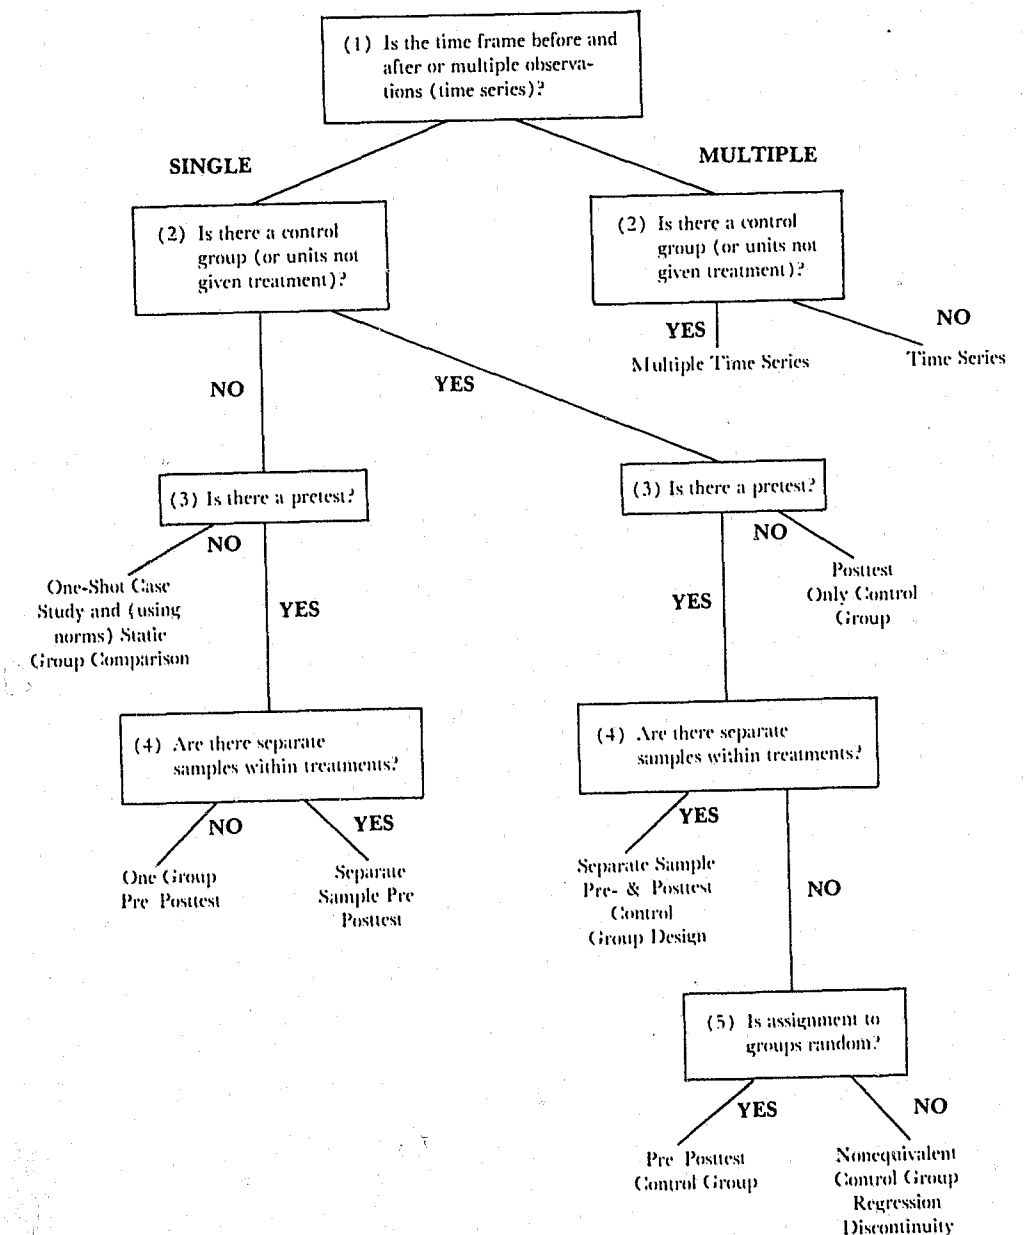 (1) Is the time frame before and
after or multiple observa-
tions (time series)?
SINGLE
MULTIPLE
(2) Is there a control
group (or units not
given treatment)?
(2) Is there a control
group (or units not
given treatment)?
YES
NO
Multiple Time Series
Time Series
NO
YES
(3) Is there a pretest?
(3) Is there a pretest?
NO
NO
One-Shot Case
Study and (using
norms) Static
Group Comparison
YES
YES
Posttest
Only Control
Group
(4) Are there separate
samples within treatments?
(4) Are there separate
samples within treatments?
NO
YES
YES
One Group
Pre Posttest
Separate
Sample Pre
Posttest
Separate Sample
Pre- & Posttest
Control
Group Design
NO
(5) Is assignment to
groups random?
YES
NO
Pre Posttest
Control Group
Nonequivalent
Control Group
Regression
Discontinuity